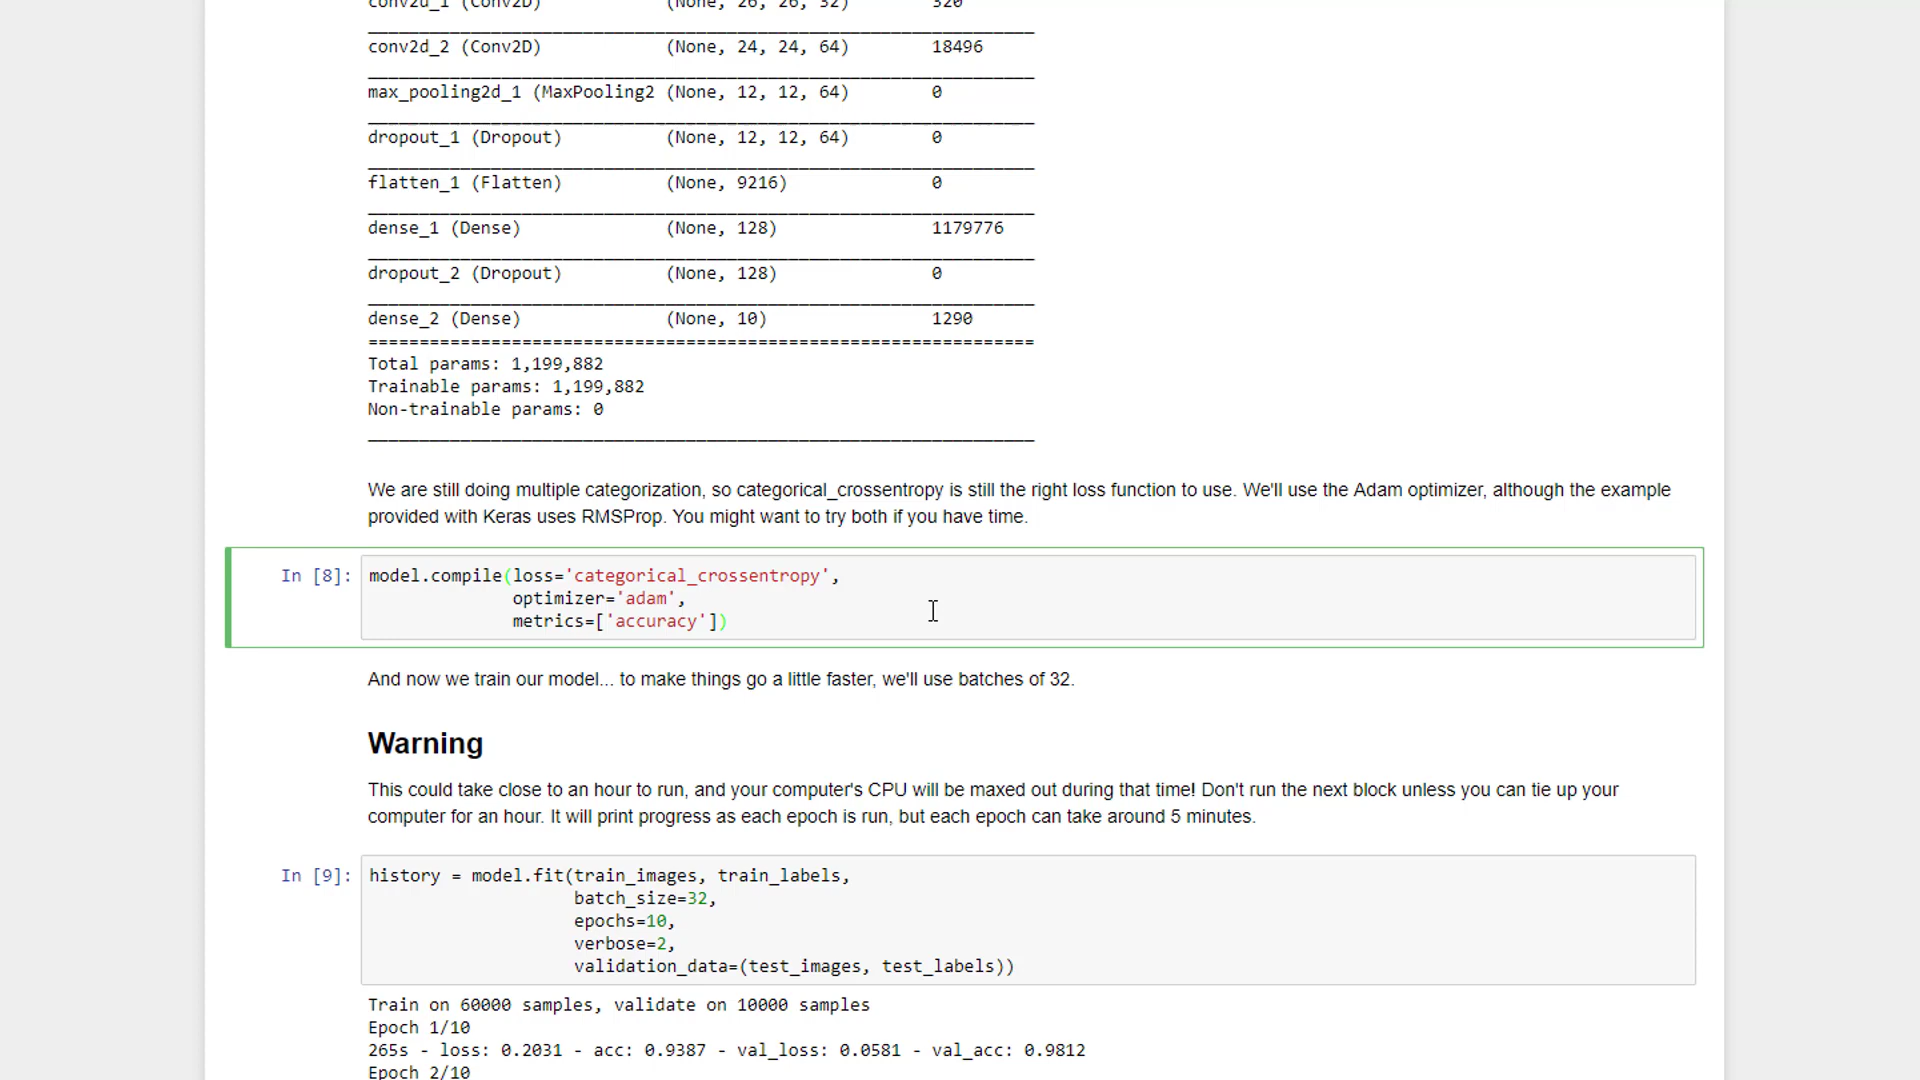 conv2d_1 (Conv2D) (None, 26, 26, 32) 320
conv2d_2 (Conv2D) (None, 24, 24, 64) 18496
max_pooling2d_1 (MaxPooling2 (None, 12, 12, 64) 0
dropout_1 (Dropout) (None, 12, 12, 64) 0
flatten_1 (Flatten) (None, 9216) 0
dense_1 (Dense) (None, 128) 1179776
dropout_2 (Dropout) (None, 128) 0
dense_2 (Dense) (None, 10) 1290
=================================================================
Total params: 1,199,882
Trainable params: 1,199,882
Non-trainable params: 0
We are still doing multiple categorization, so categorical_crossentropy is still the right loss function to use. We'll use the Adam optimizer, although the example
provided with Keras uses RMSProp. You might want to try both if you have time.
In [8]: model.compile(loss='categorical_crossentropy',
optimizer='adam',
metrics=['accuracy'])
And now we train our model... to make things go a little faster, we'll use batches of 32.
Warning
This could take close to an hour to run, and your computer's CPU will be maxed out during that time! Don't run the next block unless you can tie up your
computer for an hour. It will print progress as each epoch is run, but each epoch can take around 5 minutes.
In [9]: history = model.fit(train_images, train_labels,
batch_size=32,
epochs=10,
verbose=2,
validation_data=(test_images, test_labels))
Train on 60000 samples, validate on 10000 samples
Epoch 1/10
265s - loss: 0.2031 - acc: 0.9387 - val_loss: 0.0581 - val_acc: 0.9812
Epoch 2/10